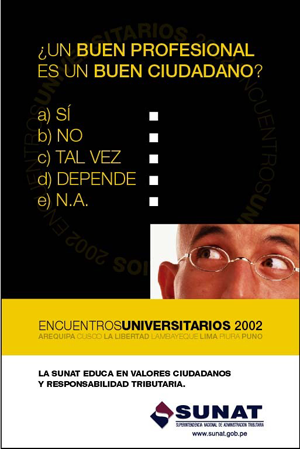 ¿UN BUEN PROFESIONAL
ES UN BUEN CIUDADANO?
a) SÍ
b) NO
c) TAL VEZ
d) DEPENDE
e) N.A.
ENCUENTROSUNIVERSITARIOS 2002
ENCUENTROSUNIVERSITARIOS 2002
AREQUIPA CUSCO LA LIBERTAD LAMBAYEQUE LIMA PIURA PUNO
LA SUNAT EDUCA EN VALORES CIUDADANOS
Y RESPONSABILIDAD TRIBUTARIA.
SUNAT
SUPERINTENDENCIA NACIONAL DE ADMINISTRACIÓN TRIBUTARIA
www.sunat.gob.pe